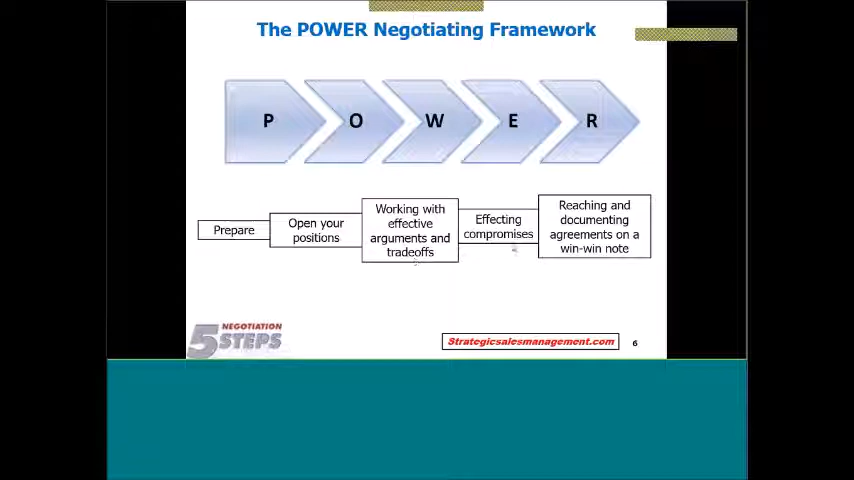 The POWER Negotiating Framework
P O W E R
Prepare
Open your
positions
Working with
effective
arguments and
tradeoffs
Effecting
compromises
Reaching and
documenting
agreements on a
win-win note
5 NEGOTIATION
STEPS
Strategicsalesmanagement.com
6